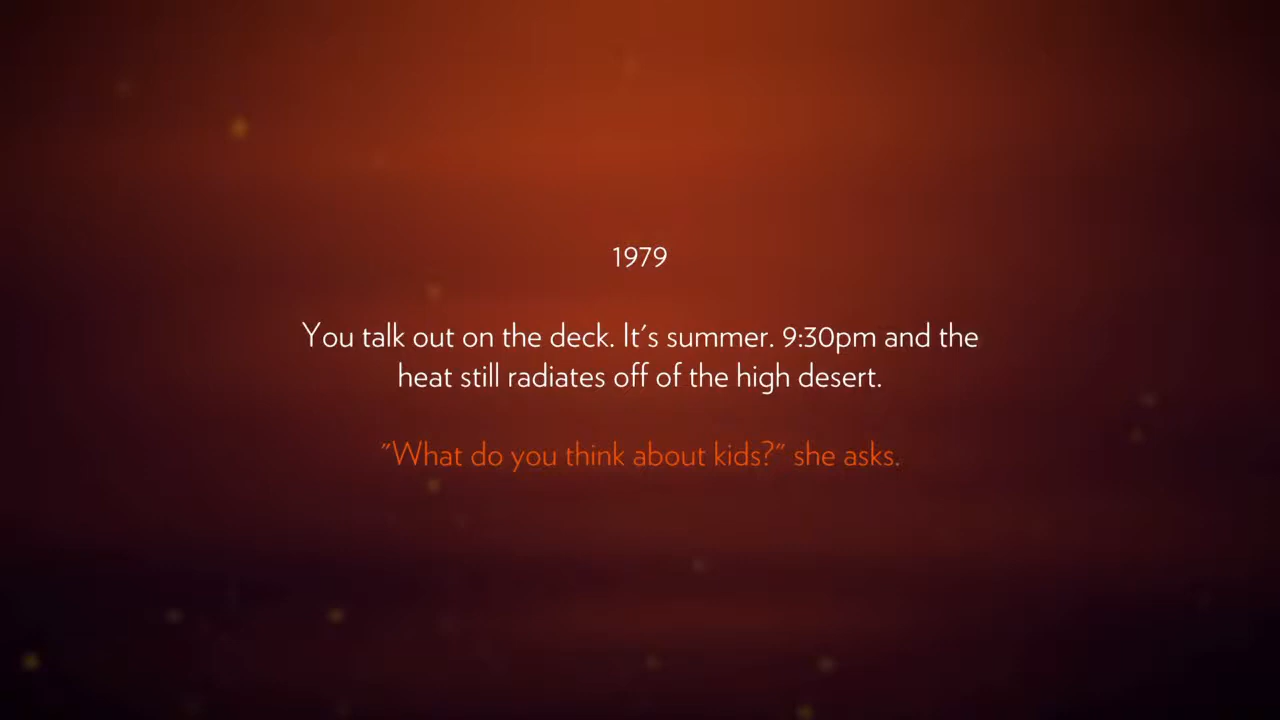 1979
You talk out on the deck. It's summer. 9:30pm and the
heat still radiates off of the high desert.
"What do you think about kids?" she asks.